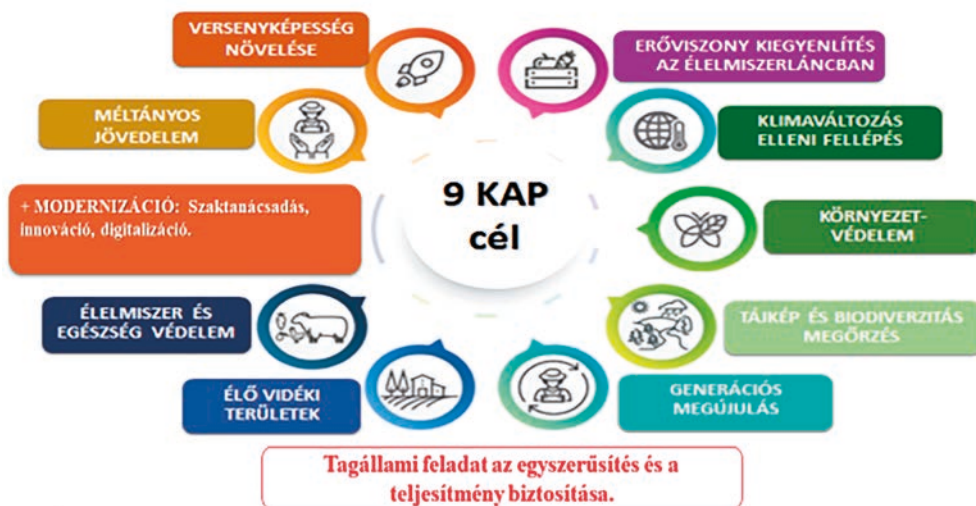 VERSENYKÉPESSÉG
NÖVELÉSE
ERŐVISZONY KIEGYENLÍTÉS
AZ ÉLELMISZERLÁNCBAN
MÉLTÁNYOS
JÖVEDELEM
KLIMAVÁLTOZÁS
ELLENI FELLÉPÉS
+ MODERNIZÁCIÓ: Szaktanácsadás,
innováció, digitalizáció.
9 KAP
cél
KÖRNYEZET-
VÉDELEM
ÉLELMISZER ÉS
EGÉSZSÉG VÉDELEM
TÁJKÉP ÉS BIODIVERZITÁS
MEGŐRZÉS
ÉLŐ VIDÉKI
TERÜLETEK
GENERÁCIÓS
MEGÚJULÁS
Tagállami feladat az egyszerűsítés és a
teljesítmény biztosítása.